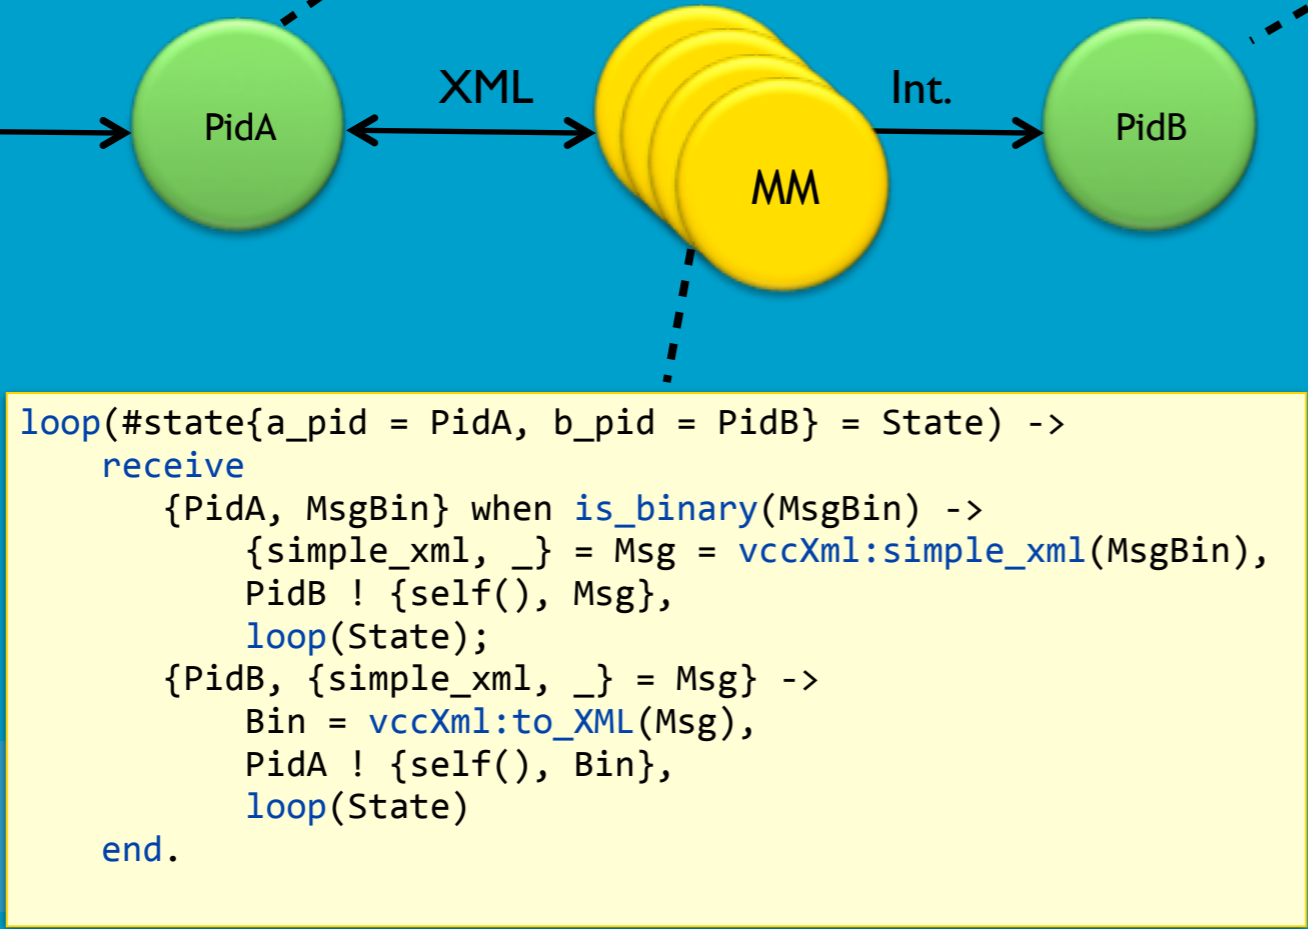 PidA
XML
MM
Int.
PidB
loop(#state{a_pid = PidA, b_pid = PidB} = State) ->
    receive
       {PidA, MsgBin} when is_binary(MsgBin) ->
           {simple_xml, _} = Msg = vccXml:simple_xml(MsgBin),
           PidB ! {self(), Msg},
           loop(State);
       {PidB, {simple_xml, _} = Msg} ->
           Bin = vccXml:to_XML(Msg),
           PidA ! {self(), Bin},
           loop(State)
    end.